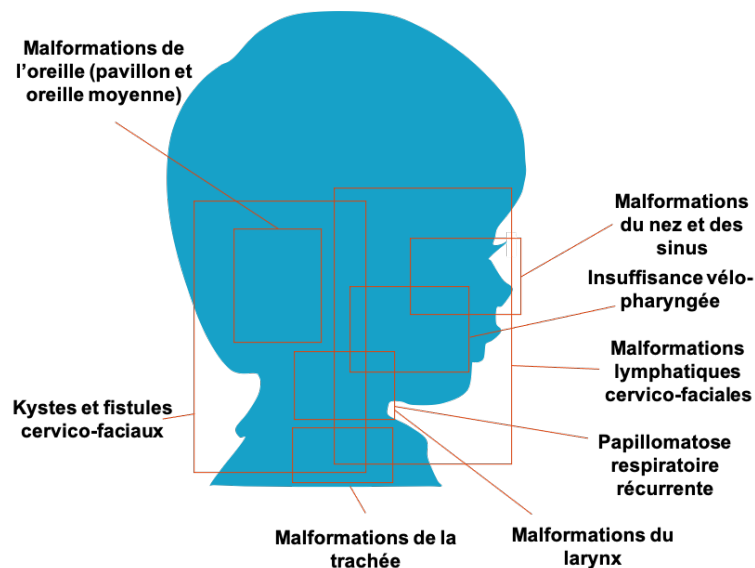 Malformations de
l'oreille (pavillon et
oreille moyenne)
Malformations
du nez et des
sinus
Insuffisance vélo-
pharyngée
Malformations
lymphatiques
cervico-faciales
Kystes et fistules
cervico-faciaux
Papillomatose
respiratoire
récurrente
Malformations de la
trachée
Malformations du
larynx